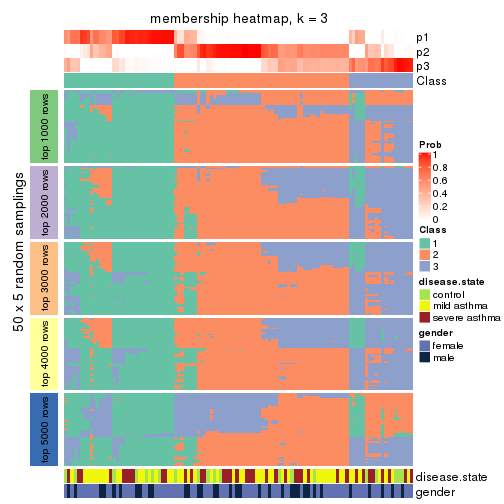 membership heatmap, k = 3
p1
p2
p3
Class
50 x 5 random samplings
top 1000 rows
top 2000 rows
top 3000 rows
top 4000 rows
top 5000 rows
Prob
1
0.8
0.6
0.4
0.2
0
Class
1
2
3
disease.state
control
mild asthma
severe asthma
gender
female
male
disease.state
gender